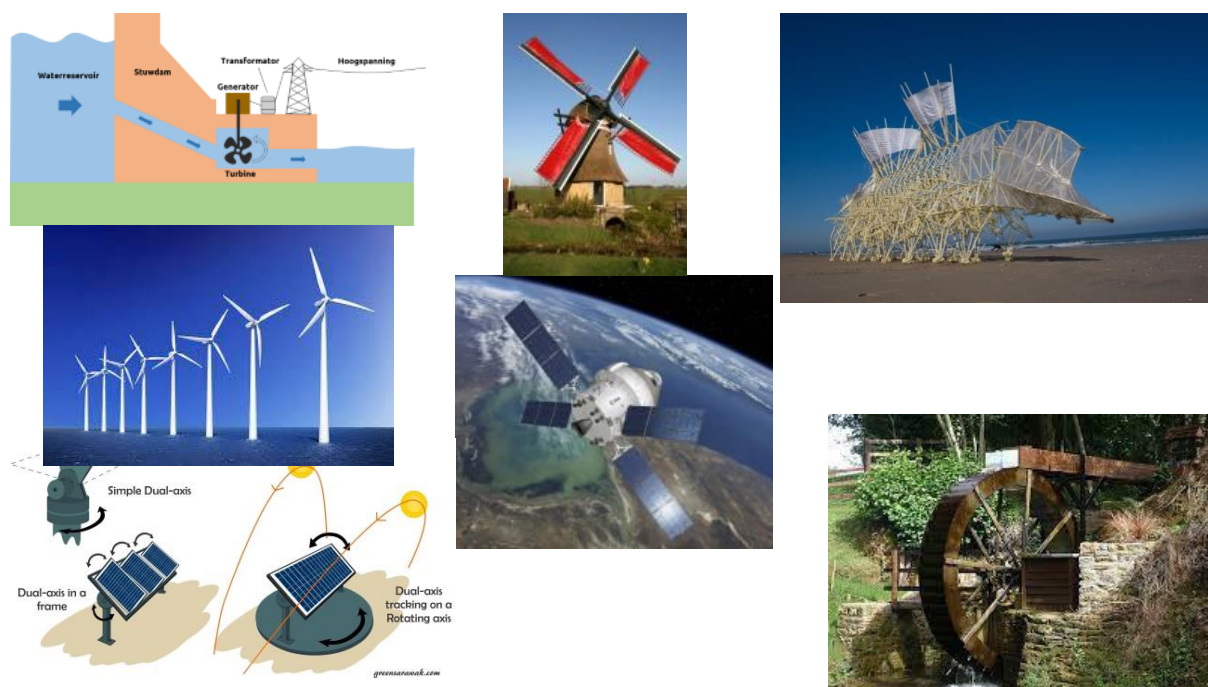 Waterreservoir
Stuwdam
Transformator
Hoogspanning
Generator
Turbine
esa
Simple Dual-axis
Dual-axis in a
frame
Dual-axis
tracking on a
Rotating axis
greensarawak.com